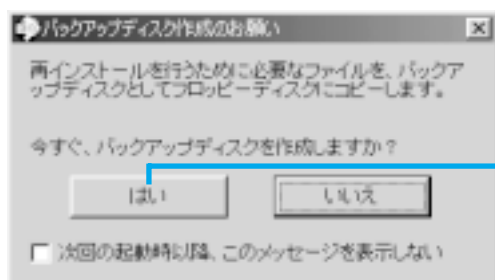 バックアップディスク作成のお願い
再インストールを行うために必要なファイルを、バックア
ップディスクとしてフロッピーディスクにコピーします。
今すぐ、バックアップディスクを作成しますか？
はい いいえ
次回の起動時以降、このメッセージを表示しない